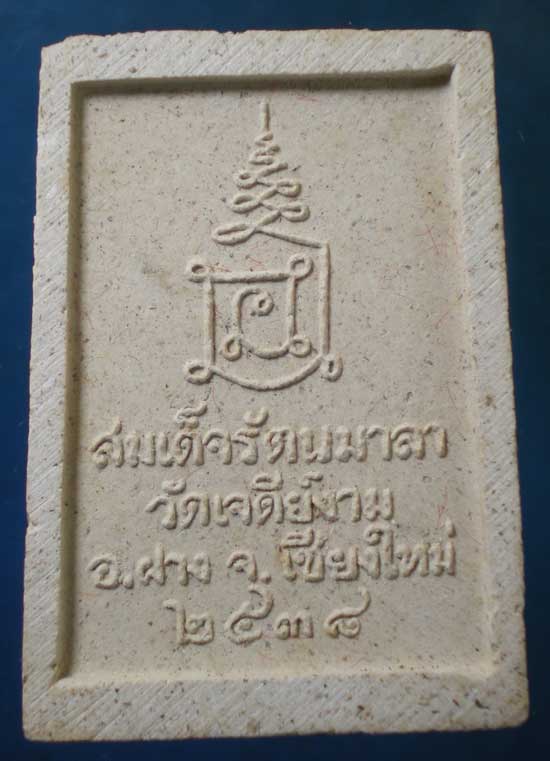 สมเด็จรัตนมาลา
วัดเจดีย์งาม
อ.ฝาง จ.เชียงใหม่
๒๕๓๘